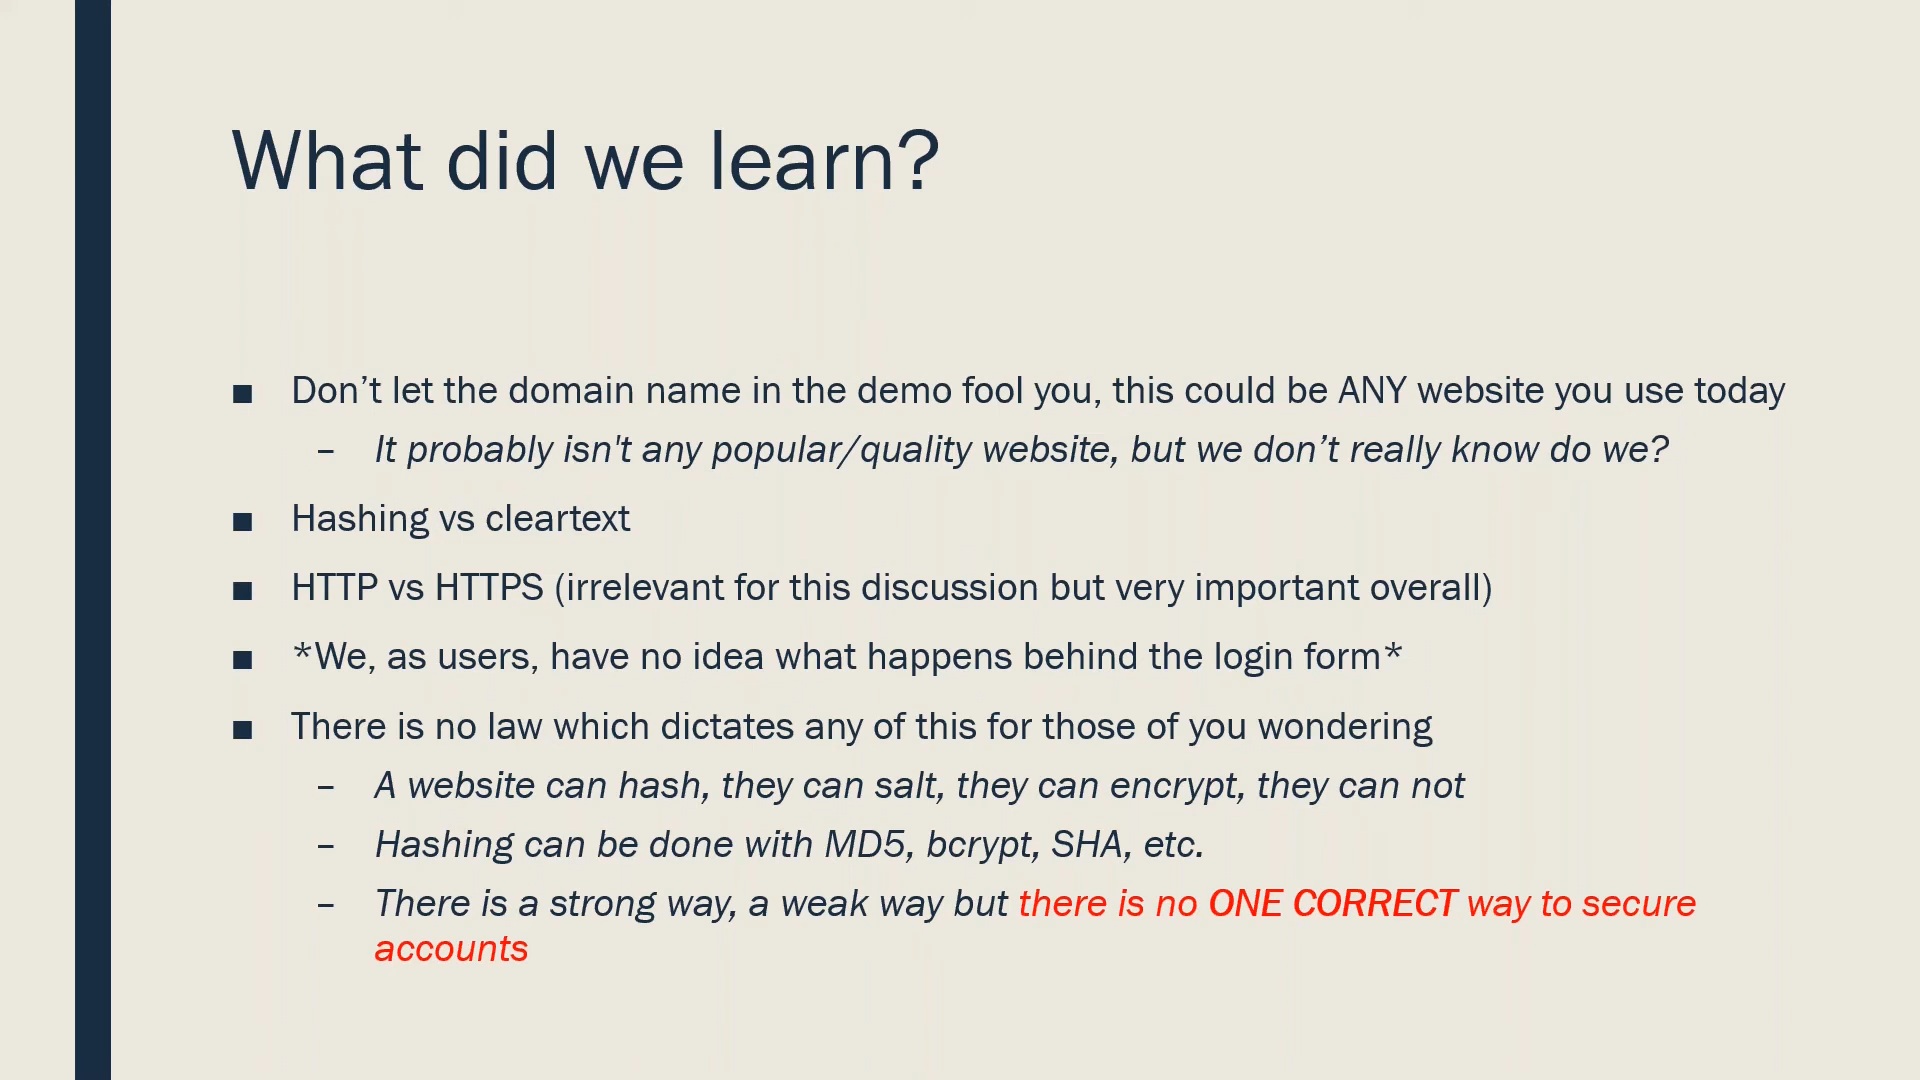 What did we learn?
■ Don’t let the domain name in the demo fool you, this could be ANY website you use today
– It probably isn't any popular/quality website, but we don’t really know do we?
■ Hashing vs cleartext
■ HTTP vs HTTPS (irrelevant for this discussion but very important overall)
■ *We, as users, have no idea what happens behind the login form*
■ There is no law which dictates any of this for those of you wondering
– A website can hash, they can salt, they can encrypt, they can not
– Hashing can be done with MD5, bcrypt, SHA, etc.
– There is a strong way, a weak way but there is no ONE CORRECT way to secure
accounts